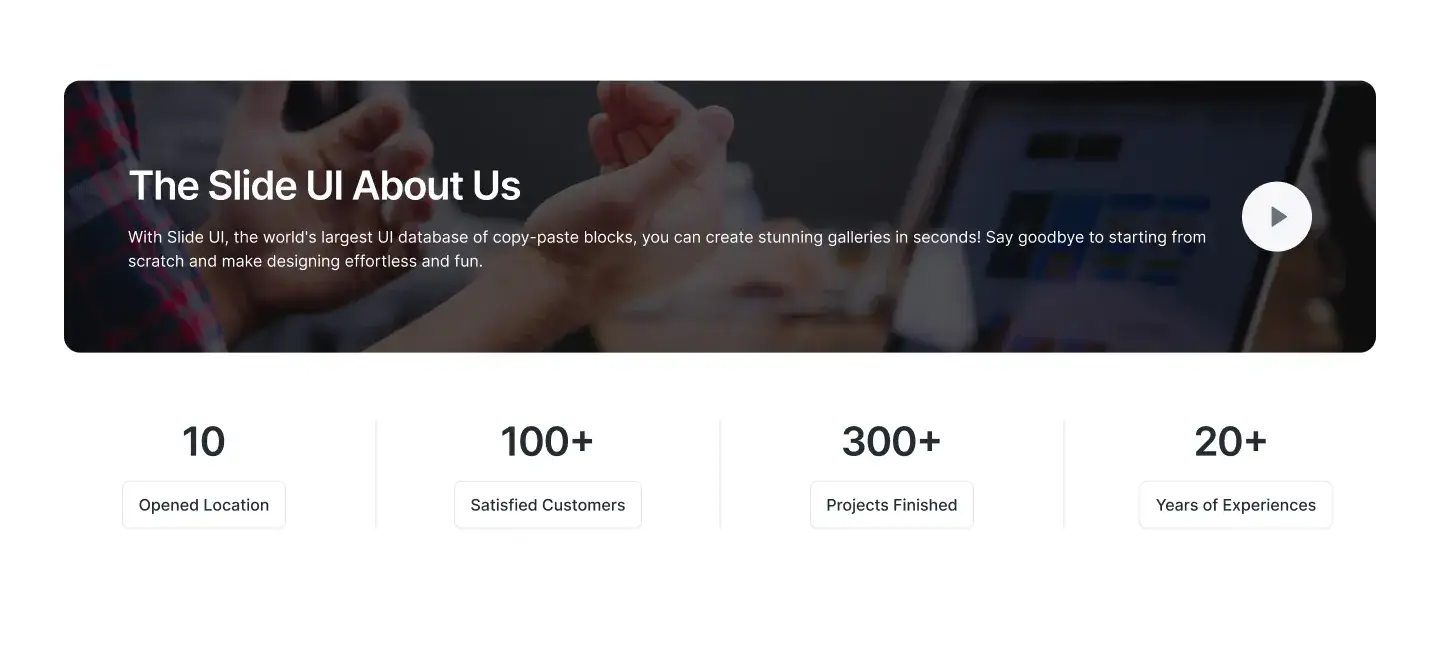 The Slide UI About Us
With Slide UI, the world's largest UI database of copy-paste blocks, you can create stunning galleries in seconds! Say goodbye to starting from
scratch and make designing effortless and fun.
10
100+
300+
20+
Opened Location
Satisfied Customers
Projects Finished
Years of Experiences